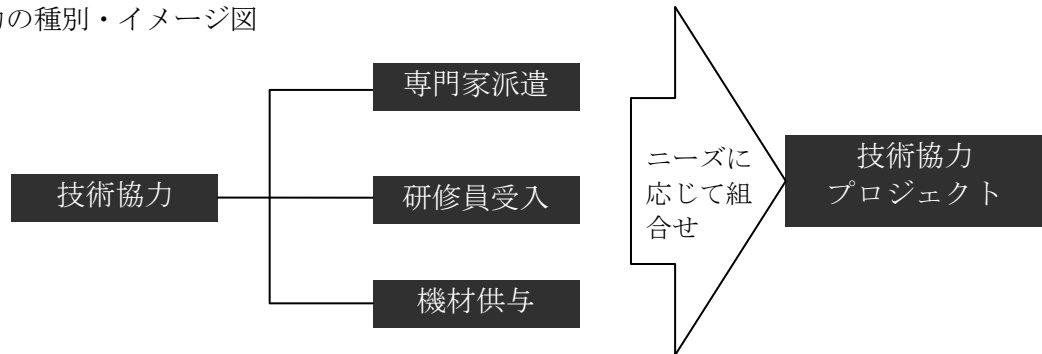 の種別・イメージ図
専門家派遣
技術協力
研修員受入
機材供与
ニーズに
応じて組
合せ
技術協力
プロジェクト